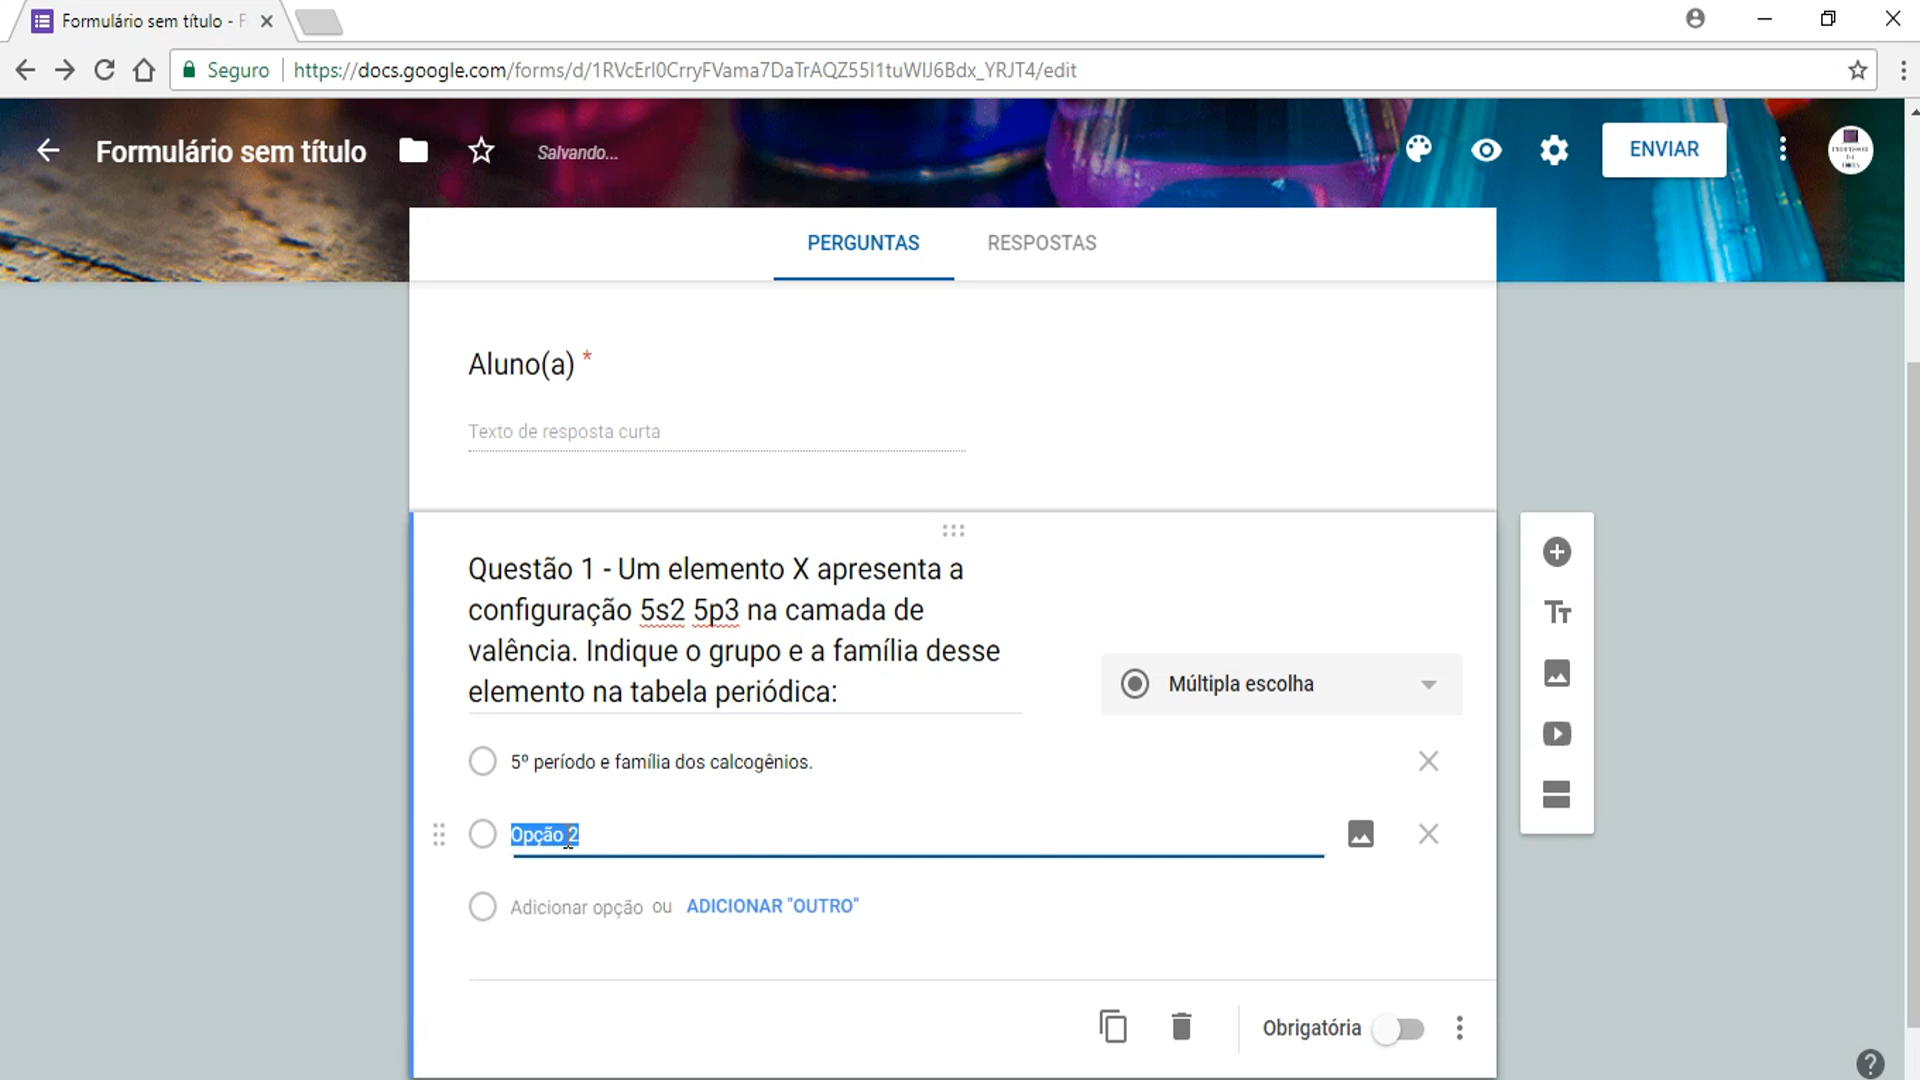 Formulário sem título - F
Seguro
https://docs.google.com/forms/d/1RVcErI0CrryFVama7DaTrAQZ55I1tuWIJ6Bdx_YRJT4/edit
Formulário sem título
Salvando...
ENVIAR
PERGUNTAS
RESPOSTAS
Aluno(a) *
Texto de resposta curta
Questão 1 - Um elemento X apresenta a
configuração 5s2 5p3 na camada de
valência. Indique o grupo e a família desse
elemento na tabela periódica:
Múltipla escolha
5º período e família dos calcogênios.
Opção 2
Adicionar opção ou ADICIONAR "OUTRO"
Obrigatória